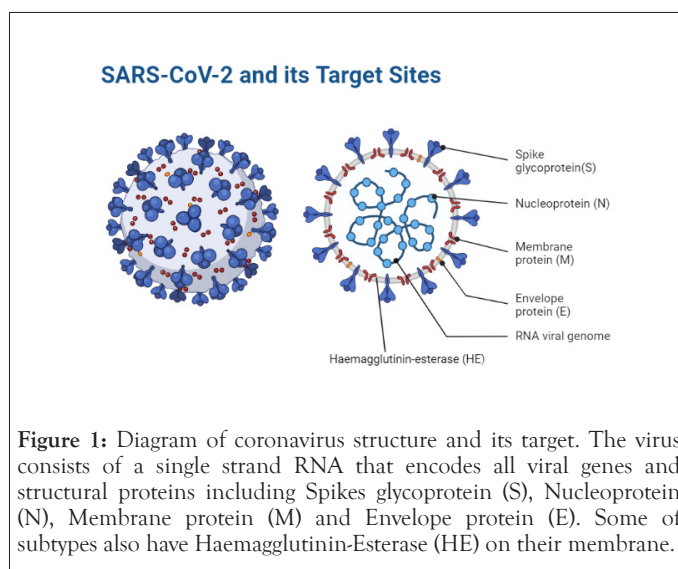 SARS-CoV-2 and its Target Sites
Spike
glycoprotein(S)
Nucleoprotein (N)
Membrane
protein (M)
Envelope
protein (E)
RNA viral genome
Haemagglutinin-esterase (HE)
Figure 1: Diagram of coronavirus structure and its target. The virus
consists of a single strand RNA that encodes all viral genes and
structural proteins including Spikes glycoprotein (S), Nucleoprotein
(N), Membrane protein (M) and Envelope protein (E). Some of
subtypes also have Haemagglutinin-Esterase (HE) on their membrane.